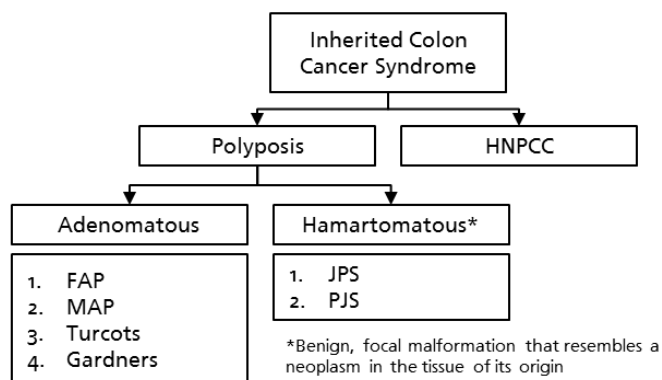 Inherited Colon
Cancer Syndrome
Polyposis
HNPCC
Adenomatous
Hamartomatous*
1. FAP
2. MAP
3. Turcots
4. Gardners
1. JPS
2. PJS
*Benign, focal malformation that resembles a
neoplasm in the tissue of its origin